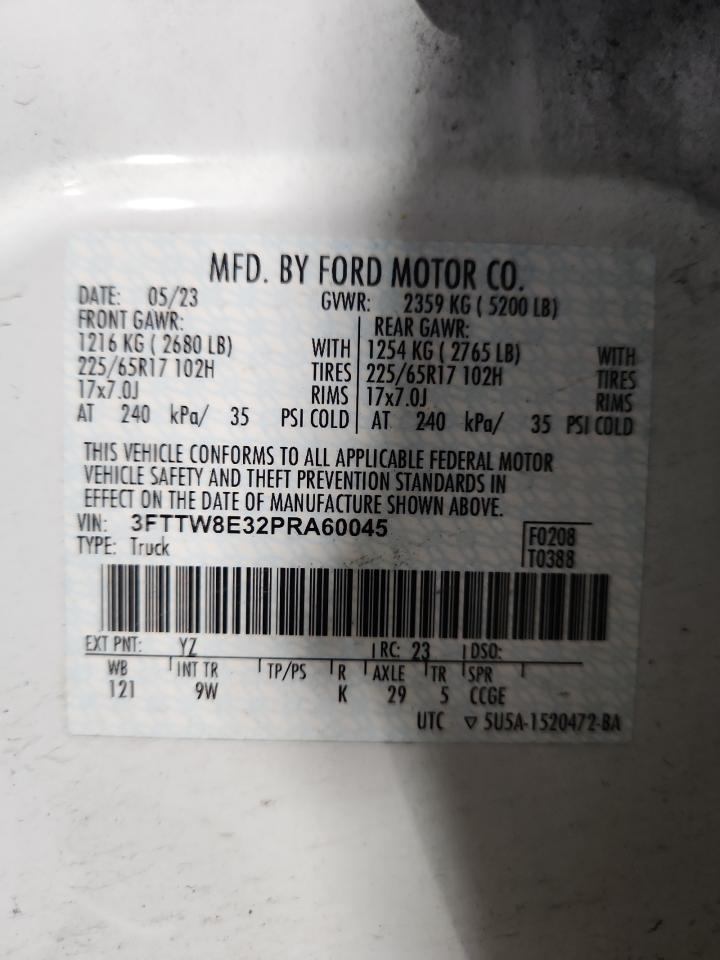 MFD. BY FORD MOTOR CO.
DATE: 05/23 GVWR: 2359 KG ( 5200 LB)
FRONT GAWR: REAR GAWR:
1216 KG ( 2680 LB) WITH 1254 KG ( 2765 LB) WITH
225/65R17 102H TIRES 225/65R17 102H TIRES
17x7.0J RIMS 17x7.0J RIMS
AT 240 kPa/ 35 PSI COLD AT 240 kPa/ 35 PSI COLD
THIS VEHICLE CONFORMS TO ALL APPLICABLE FEDERAL MOTOR
VEHICLE SAFETY AND THEFT PREVENTION STANDARDS IN
EFFECT ON THE DATE OF MANUFACTURE SHOWN ABOVE.
VIN: 3FTTW8E32PRA60045 F0208
TYPE: Truck T0388
EXT PNT: YZ RC: 23 DSO:
WB INT TR TP/PS R AXLE TR SPR
121 9W K 29 5 CCGE
UTC ▽ 5U5A-1520472-BA